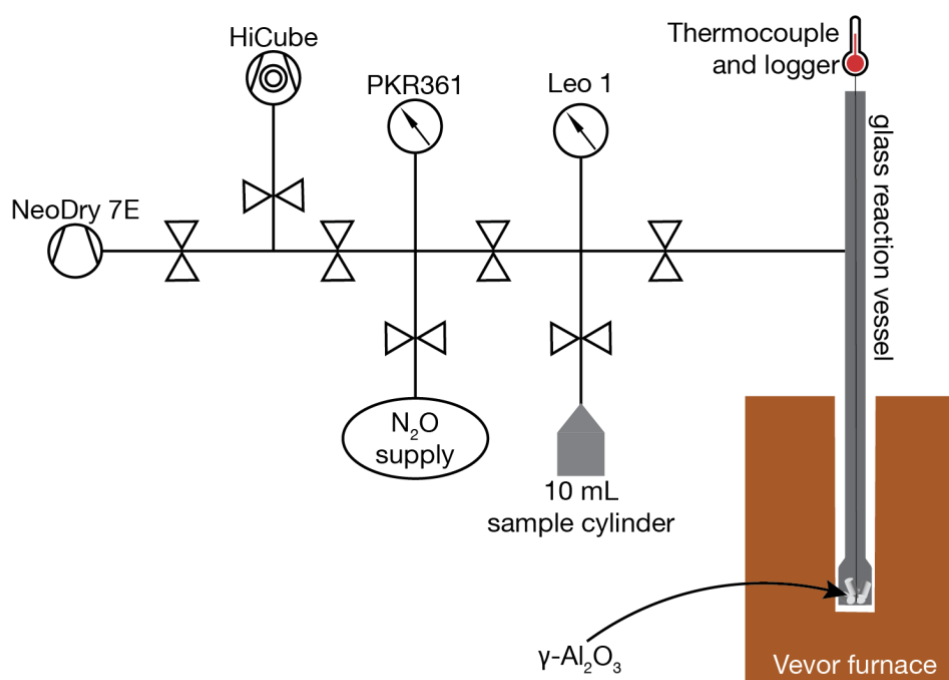 HiCube
PKR361
Leo 1
Thermocouple
and logger
NeoDry 7E
glass reaction vessel
N₂O
supply
10 mL
sample cylinder
γ-Al₂O₃
Vevor furnace